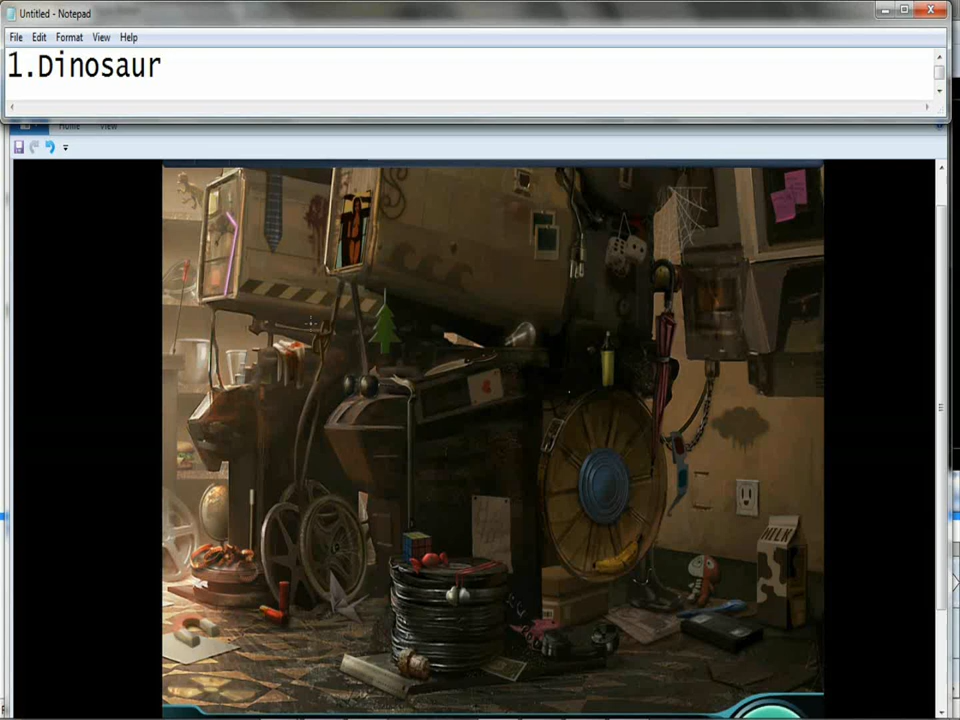 Untitled - Notepad
File Edit Format View Help
1.Dinosaur
Home View
MILK